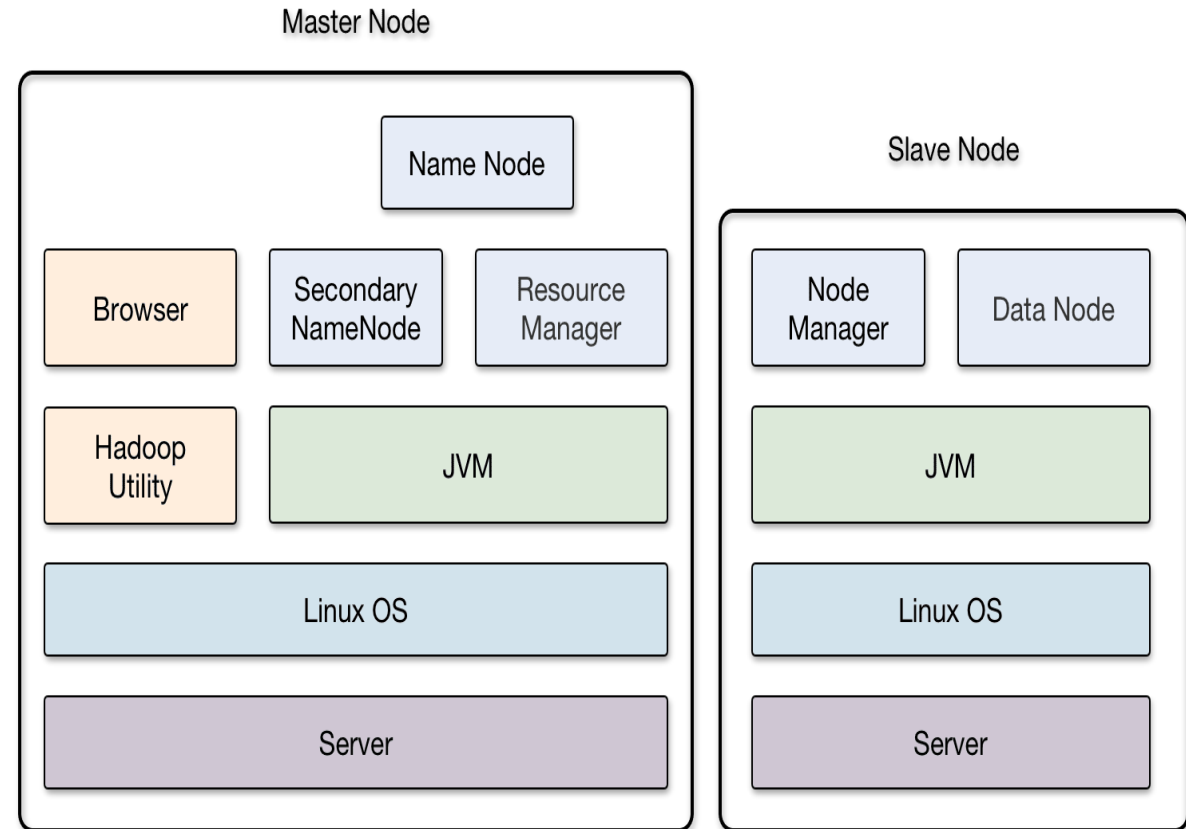 Master Node
Name Node
Browser
Secondary
NameNode
Resource
Manager
Hadoop
Utility
JVM
Linux OS
Server
Slave Node
Node
Manager
Data Node
JVM
Linux OS
Server